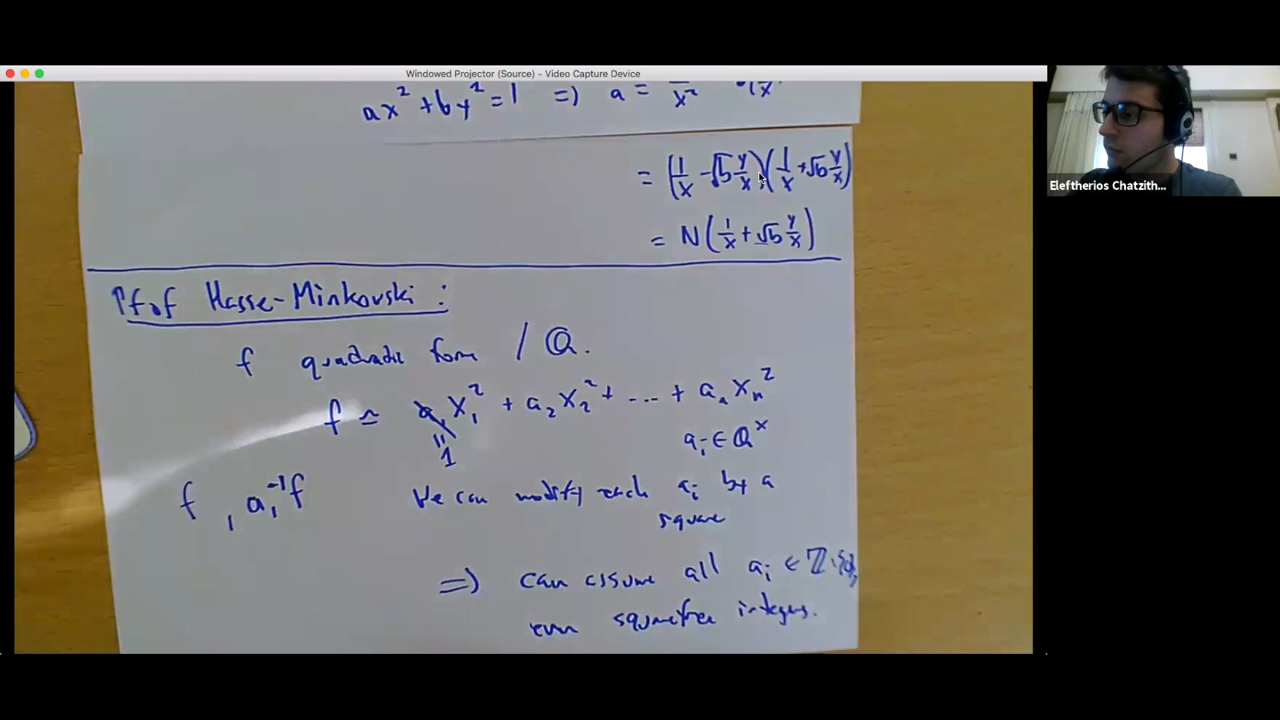 Windowed Projector (Source) - Video Capture Device
ax² + by² = 1 ⇒ a =
= (1/x - √b y/x)(1/x + √b y/x)
= N(1/x + √b y/x)
Eleftherios Chatzith...
Pf of Hasse-Minkovski:
f quadratic form / ℚ.
f ≃ a₁x₁² + a₂x₂² + ... + aₙxₙ²
"
1
aᵢ ∈ ℚˣ
f, a₁⁻¹f
We can modify each aᵢ by a
square
⇒ can assume all aᵢ ∈ ℤ
even squarefree integers.